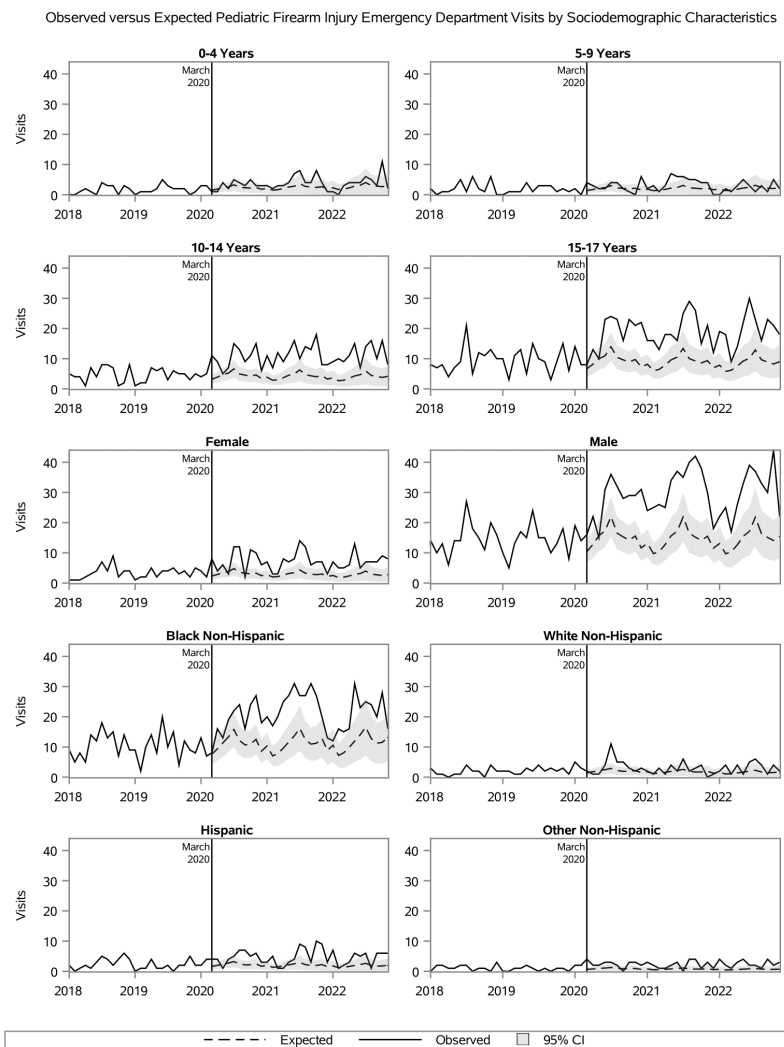 Observed versus Expected Pediatric Firearm Injury Emergency Department Visits by Sociodemographic Characteristics
0-4 Years
5-9 Years
March
2020
March
2020
Visits
40
30
20
10
0
2018 2019 2020 2021 2022
40
30
20
10
0
2018 2019 2020 2021 2022
10-14 Years
15-17 Years
March
2020
March
2020
Visits
40
30
20
10
0
2018 2019 2020 2021 2022
40
30
20
10
0
2018 2019 2020 2021 2022
Female
Male
March
2020
March
2020
Visits
40
30
20
10
0
2018 2019 2020 2021 2022
40
30
20
10
0
2018 2019 2020 2021 2022
Black Non-Hispanic
White Non-Hispanic
March
2020
March
2020
Visits
40
30
20
10
0
2018 2019 2020 2021 2022
40
30
20
10
0
2018 2019 2020 2021 2022
Hispanic
Other Non-Hispanic
March
2020
March
2020
Visits
40
30
20
10
0
2018 2019 2020 2021 2022
40
30
20
10
0
2018 2019 2020 2021 2022
Expected Observed 95% CI